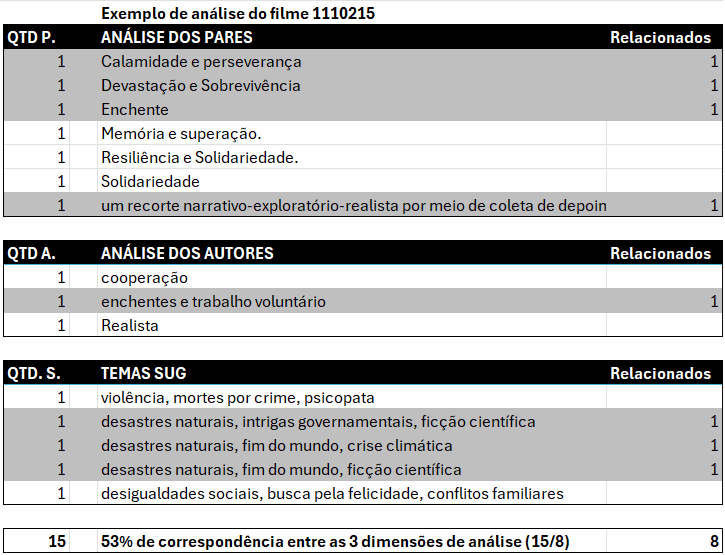 Exemplo de análise do filme 1110215
QTD P. ANÁLISE DOS PARES Relacionados
1 Calamidade e perseverança 1
1 Devastação e Sobrevivência 1
1 Enchente 1
1 Memória e superação.
1 Resiliência e Solidariedade.
1 Solidariedade
1 um recorte narrativo-exploratório-realista por meio de coleta de depoin 1
QTD A. ANÁLISE DOS AUTORES Relacionados
1 cooperação
1 enchentes e trabalho voluntário 1
1 Realista
QTD. S. TEMAS SUG Relacionados
1 violência, mortes por crime, psicopata
1 desastres naturais, intrigas governamentais, ficção científica 1
1 desastres naturais, fim do mundo, crise climática 1
1 desastres naturais, fim do mundo, ficção científica 1
1 desigualdades sociais, busca pela felicidade, conflitos familiares
15 53% de correspondência entre as 3 dimensões de análise (15/8) 8